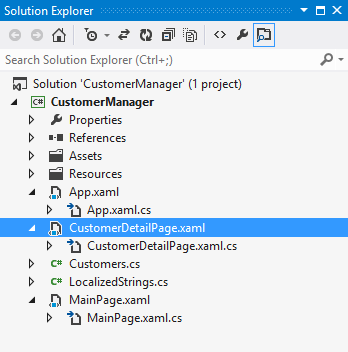 Solution Explorer
Search Solution Explorer (Ctrl+;)
Solution 'CustomerManager' (1 project)
C# CustomerManager
Properties
References
Assets
Resources
App.xaml
App.xaml.cs
CustomerDetailPage.xaml
CustomerDetailPage.xaml.cs
C# Customers.cs
C# LocalizedStrings.cs
MainPage.xaml
MainPage.xaml.cs